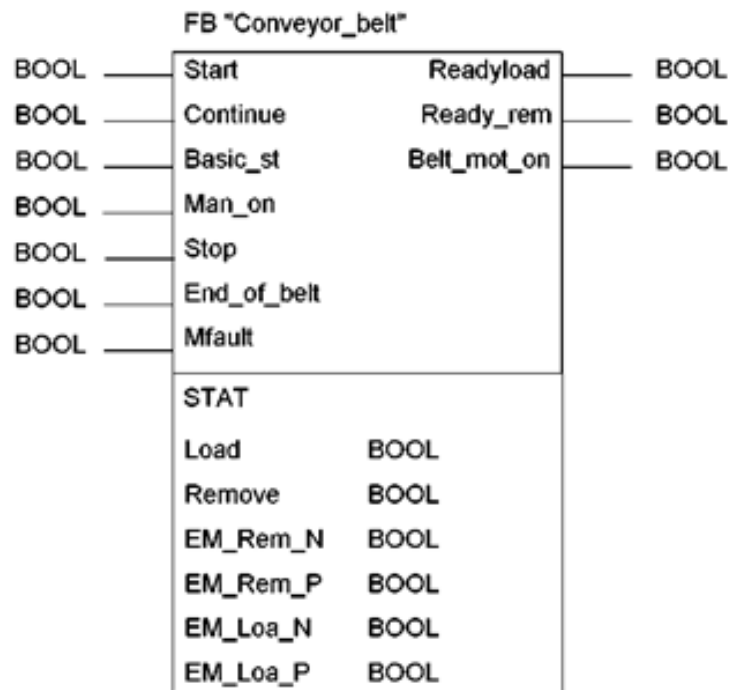 FB "Conveyor_belt"
BOOL Start Readyload BOOL
BOOL Continue Ready_rem BOOL
BOOL Basic_st Belt_mot_on BOOL
BOOL Man_on
BOOL Stop
BOOL End_of_belt
BOOL Mfault
STAT
Load BOOL
Remove BOOL
EM_Rem_N BOOL
EM_Rem_P BOOL
EM_Loa_N BOOL
EM_Loa_P BOOL